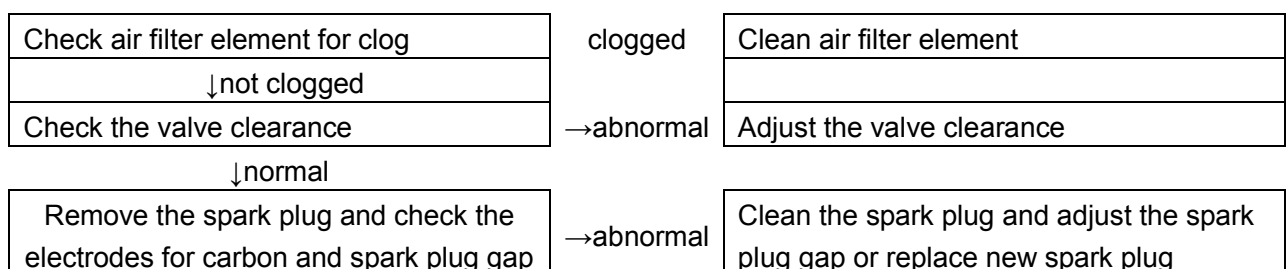 Check air filter element for clog clogged Clean air filter element
↓not clogged
Check the valve clearance →abnormal Adjust the valve clearance
↓normal
Remove the spark plug and check the
electrodes for carbon and spark plug gap
→abnormal
Clean the spark plug and adjust the spark
plug gap or replace new spark plug